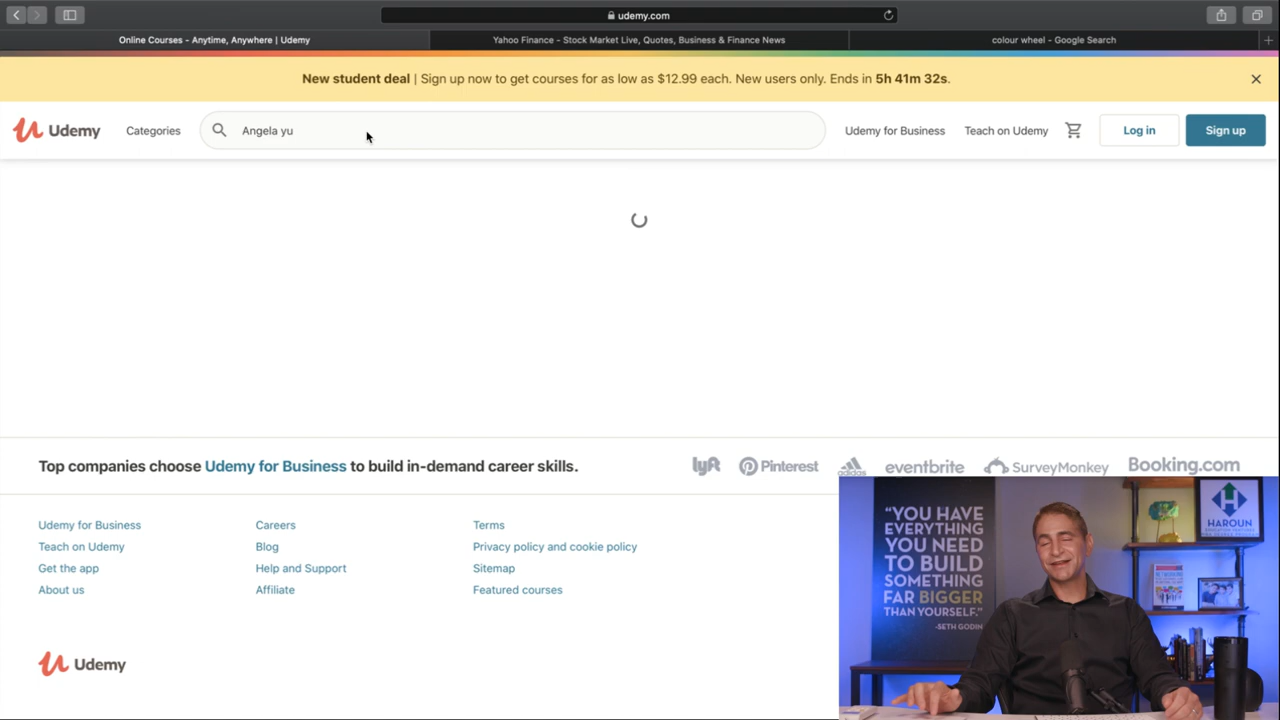 udemy.com
Online Courses - Anytime, Anywhere | Udemy
Yahoo Finance - Stock Market Live, Quotes, Business & Finance News
colour wheel - Google Search
New student deal | Sign up now to get courses for as low as $12.99 each. New users only. Ends in 5h 41m 32s.
Udemy
Categories
Angela yu
Udemy for Business
Teach on Udemy
Log in
Sign up
Top companies choose Udemy for Business to build in-demand career skills.
lyft
Pinterest
adidas
eventbrite
SurveyMonkey
Booking.com
Udemy for Business
Careers
Terms
Teach on Udemy
Blog
Privacy policy and cookie policy
Get the app
Help and Support
Sitemap
About us
Affiliate
Featured courses
Udemy
“YOU HAVE
EVERYTHING
YOU NEED
TO BUILD
SOMETHING
FAR BIGGER
THAN YOURSELF.”
-SETH GODIN
HAROUN